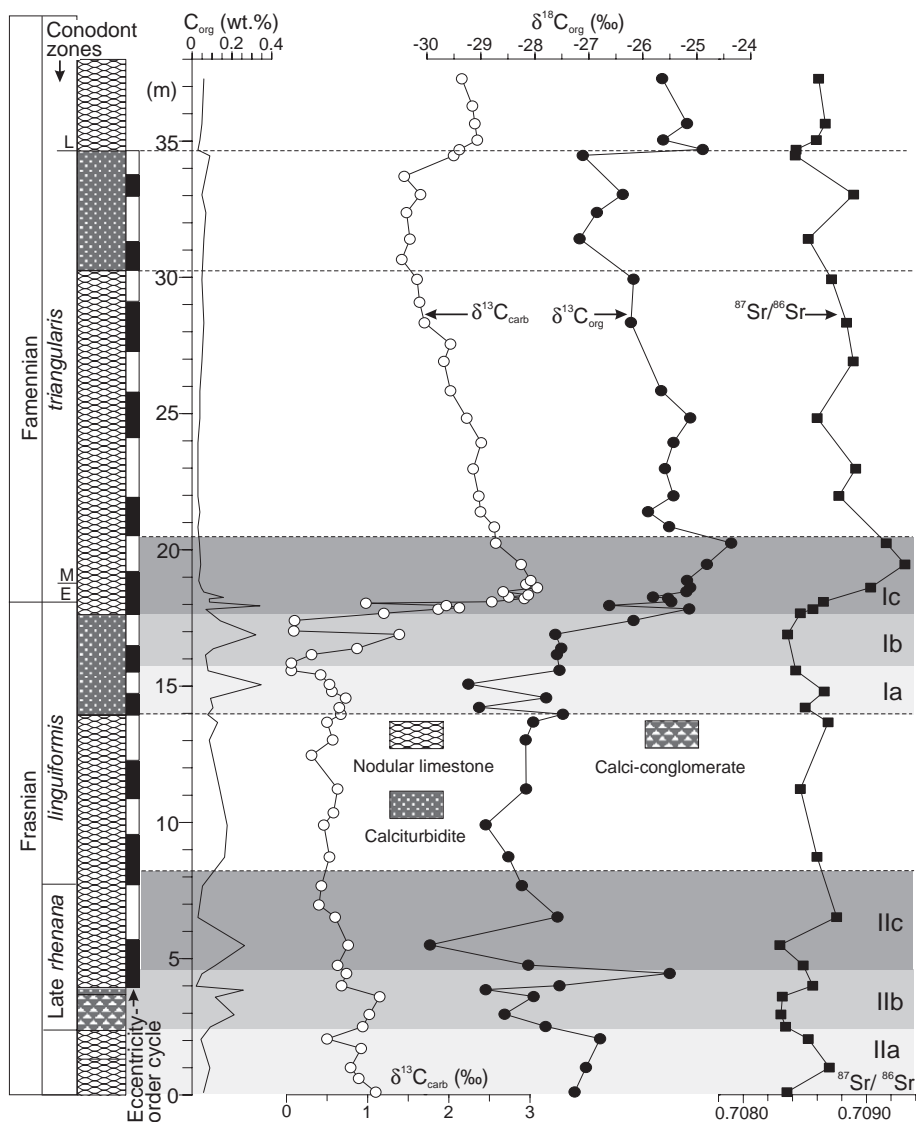 Conodont zones
C_org (wt.%)
0 0.2 0.4
δ¹⁸C_org (‰)
-30 -29 -28 -27 -26 -25 -24
(m)
L
35
30
δ¹³C_carb
δ¹³C_org
⁸⁷Sr/⁸⁶Sr
Famennian
triangularis
25
20
M
E
Ic
Ib
Ia
15
Nodular limestone
Calci-conglomerate
Calciturbidite
Frasnian
linguiformis
10
Late rhenana
IIc
5
IIb
IIa
Eccentricity-order cycle
0
δ¹³C_carb (‰)
⁸⁷Sr/ ⁸⁶Sr
0 1 2 3
0.7080 0.7090